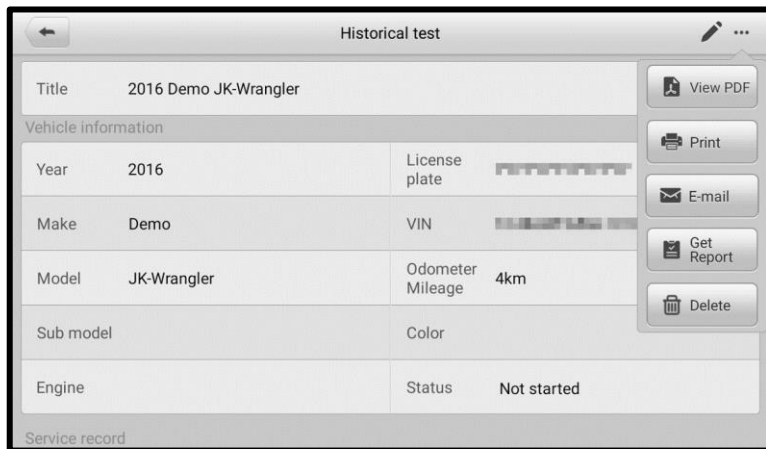 Historical test
Title 2016 Demo JK-Wrangler
View PDF
Vehicle information
Print
Year 2016
License
plate
E-mail
Make Demo
VIN
Get
Report
Model JK-Wrangler
Odometer
Mileage 4km
Delete
Sub model
Color
Engine
Status Not started
Service record